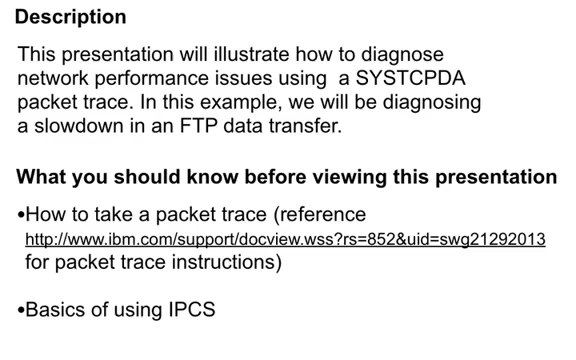 Description
This presentation will illustrate how to diagnose
network performance issues using  a SYSTCPDA
packet trace. In this example, we will be diagnosing
a slowdown in an FTP data transfer.
What you should know before viewing this presentation
•How to take a packet trace (reference
http://www.ibm.com/support/docview.wss?rs=852&uid=swg21292013
for packet trace instructions)
•Basics of using IPCS